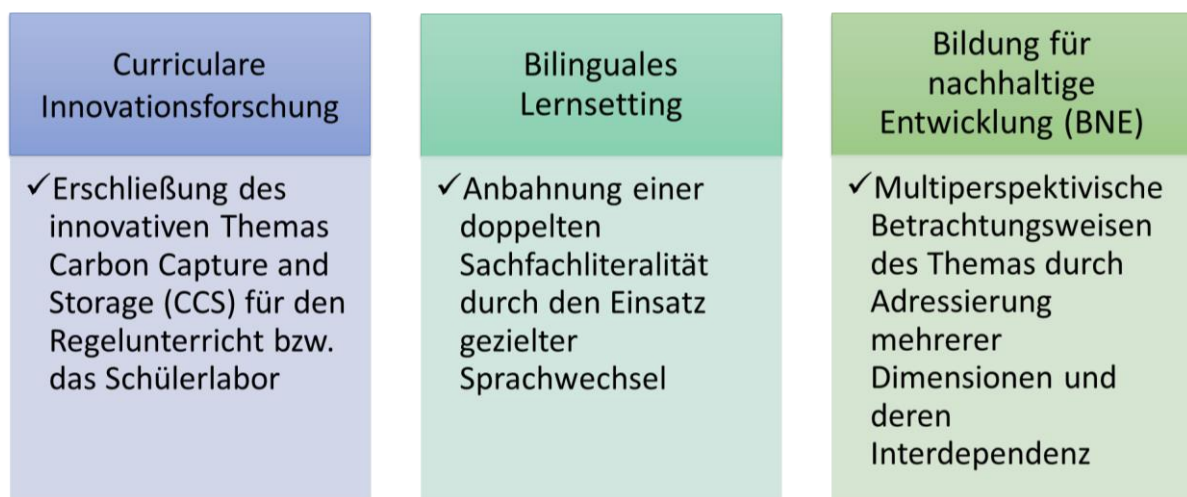 Curriculare
Innovationsforschung
✓Erschließung des
innovativen Themas
Carbon Capture and
Storage (CCS) für den
Regelunterricht bzw.
das Schülerlabor
Bilinguales
Lernsetting
✓Anbahnung einer
doppelten
Sachfachliteralität
durch den Einsatz
gezielter
Sprachwechsel
Bildung für
nachhaltige
Entwicklung (BNE)
✓Multiperspektivische
Betrachtungsweisen
des Themas durch
Adressierung
mehrerer
Dimensionen und
deren
Interdependenz